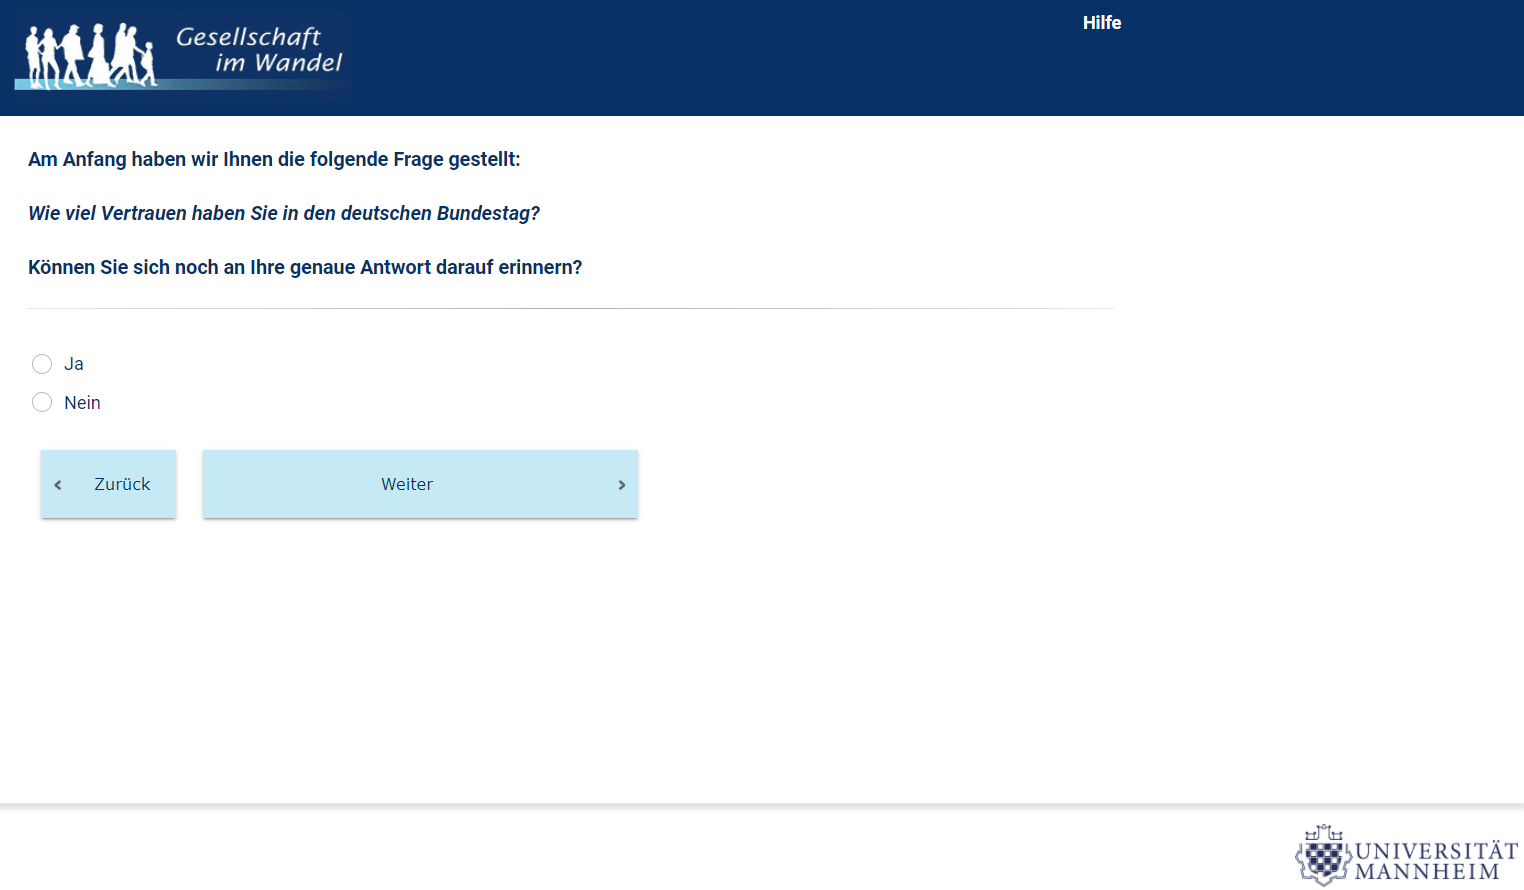 Gesellschaft
im Wandel
Hilfe
Am Anfang haben wir Ihnen die folgende Frage gestellt:
Wie viel Vertrauen haben Sie in den deutschen Bundestag?
Können Sie sich noch an Ihre genaue Antwort darauf erinnern?
Ja
Nein
Zurück
Weiter
UNIVERSITÄT
MANNHEIM